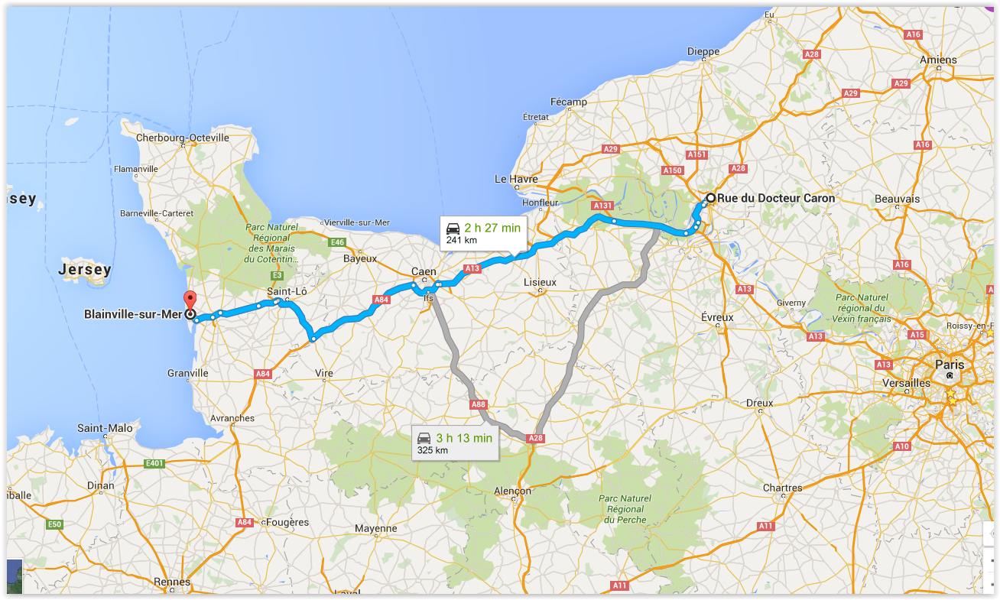 Eu
A16
Dieppe
A28
Amiens
A29
A29
Fécamp
Étretat
Cherbourg-Octeville
A16
A29
A151
Flamanville
A150
A28
Le Havre
Rue du Docteur Caron
Beauvais
Honfleur
A131
Barneville-Carteret
Vierville-sur-Mer
Parc Naturel
Régional
des Marais
du Cotentin...
2 h 27 min
241 km
E46
Bayeux
Jersey
Caen
A13
A16
E3
Lisieux
Saint-Lô
A13
A1
Ifs
A84
Parc Naturel
régional du
Vexin français
Giverny
Blainville-sur-Mer
Évreux
Roissy-en-F
A13
A15
Granville
A84
Vire
A13
Paris
Versailles
A88
Dreux
Avranches
Saint-Malo
3 h 13 min
325 km
A28
A10
E401
Dinan
Alençon
Chartres
Parc Naturel
Régional
du Perche
E50
A84
Fougères
Mayenne
A11
Rennes
A11
Laval